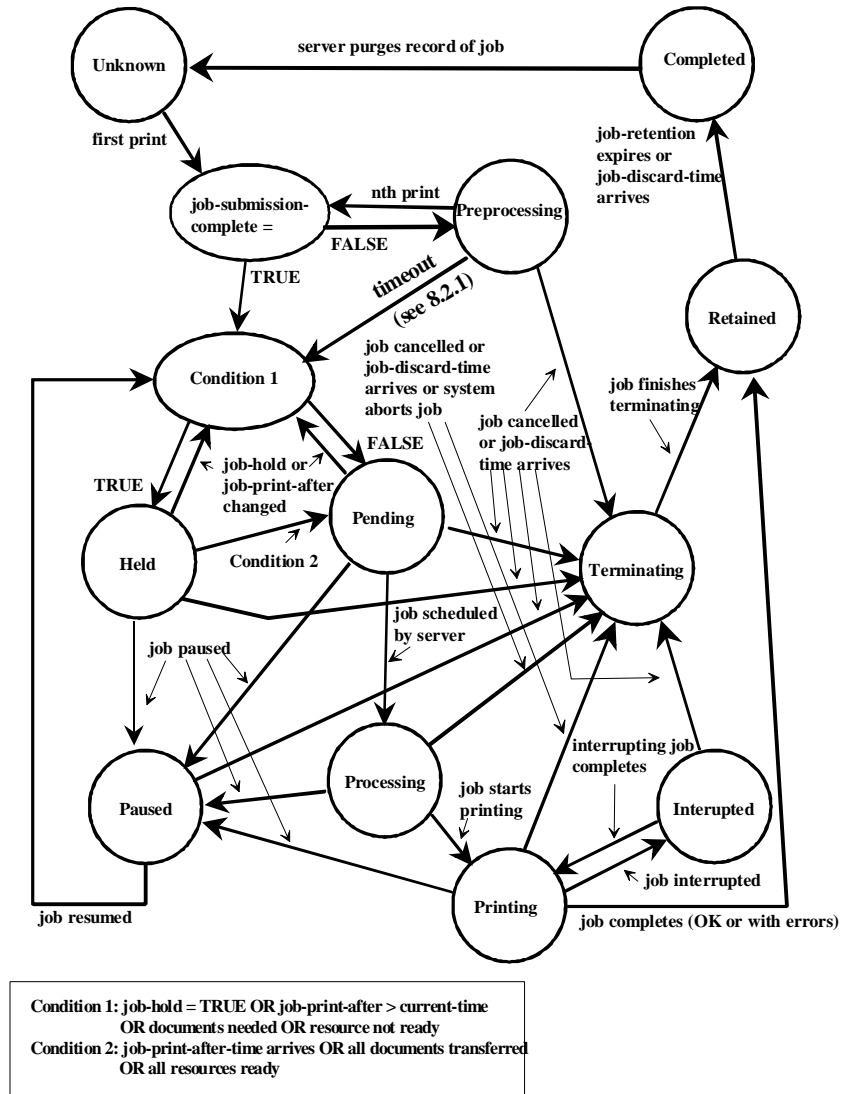 server purges record of job
Unknown
Completed
first print
job-retention
expires or
job-discard-time
arrives
nth print
job-submission-
complete =
Preprocessing
FALSE
TRUE
timeout
(see 8.2.1)
Retained
job cancelled or
job-discard-time
arrives or system
aborts job
Condition 1
job finishes
terminating
job cancelled
or job-discard-
time arrives
FALSE
job-hold or
job-print-after
changed
TRUE
Pending
Condition 2
Held
Terminating
job scheduled
by server
job paused
interrupting job
completes
Paused
Processing
job starts
printing
Interupted
job interrupted
Printing
job resumed
job completes (OK or with errors)
Condition 1: job-hold = TRUE OR job-print-after > current-time
OR documents needed OR resource not ready
Condition 2: job-print-after-time arrives OR all documents transferred
OR all resources ready